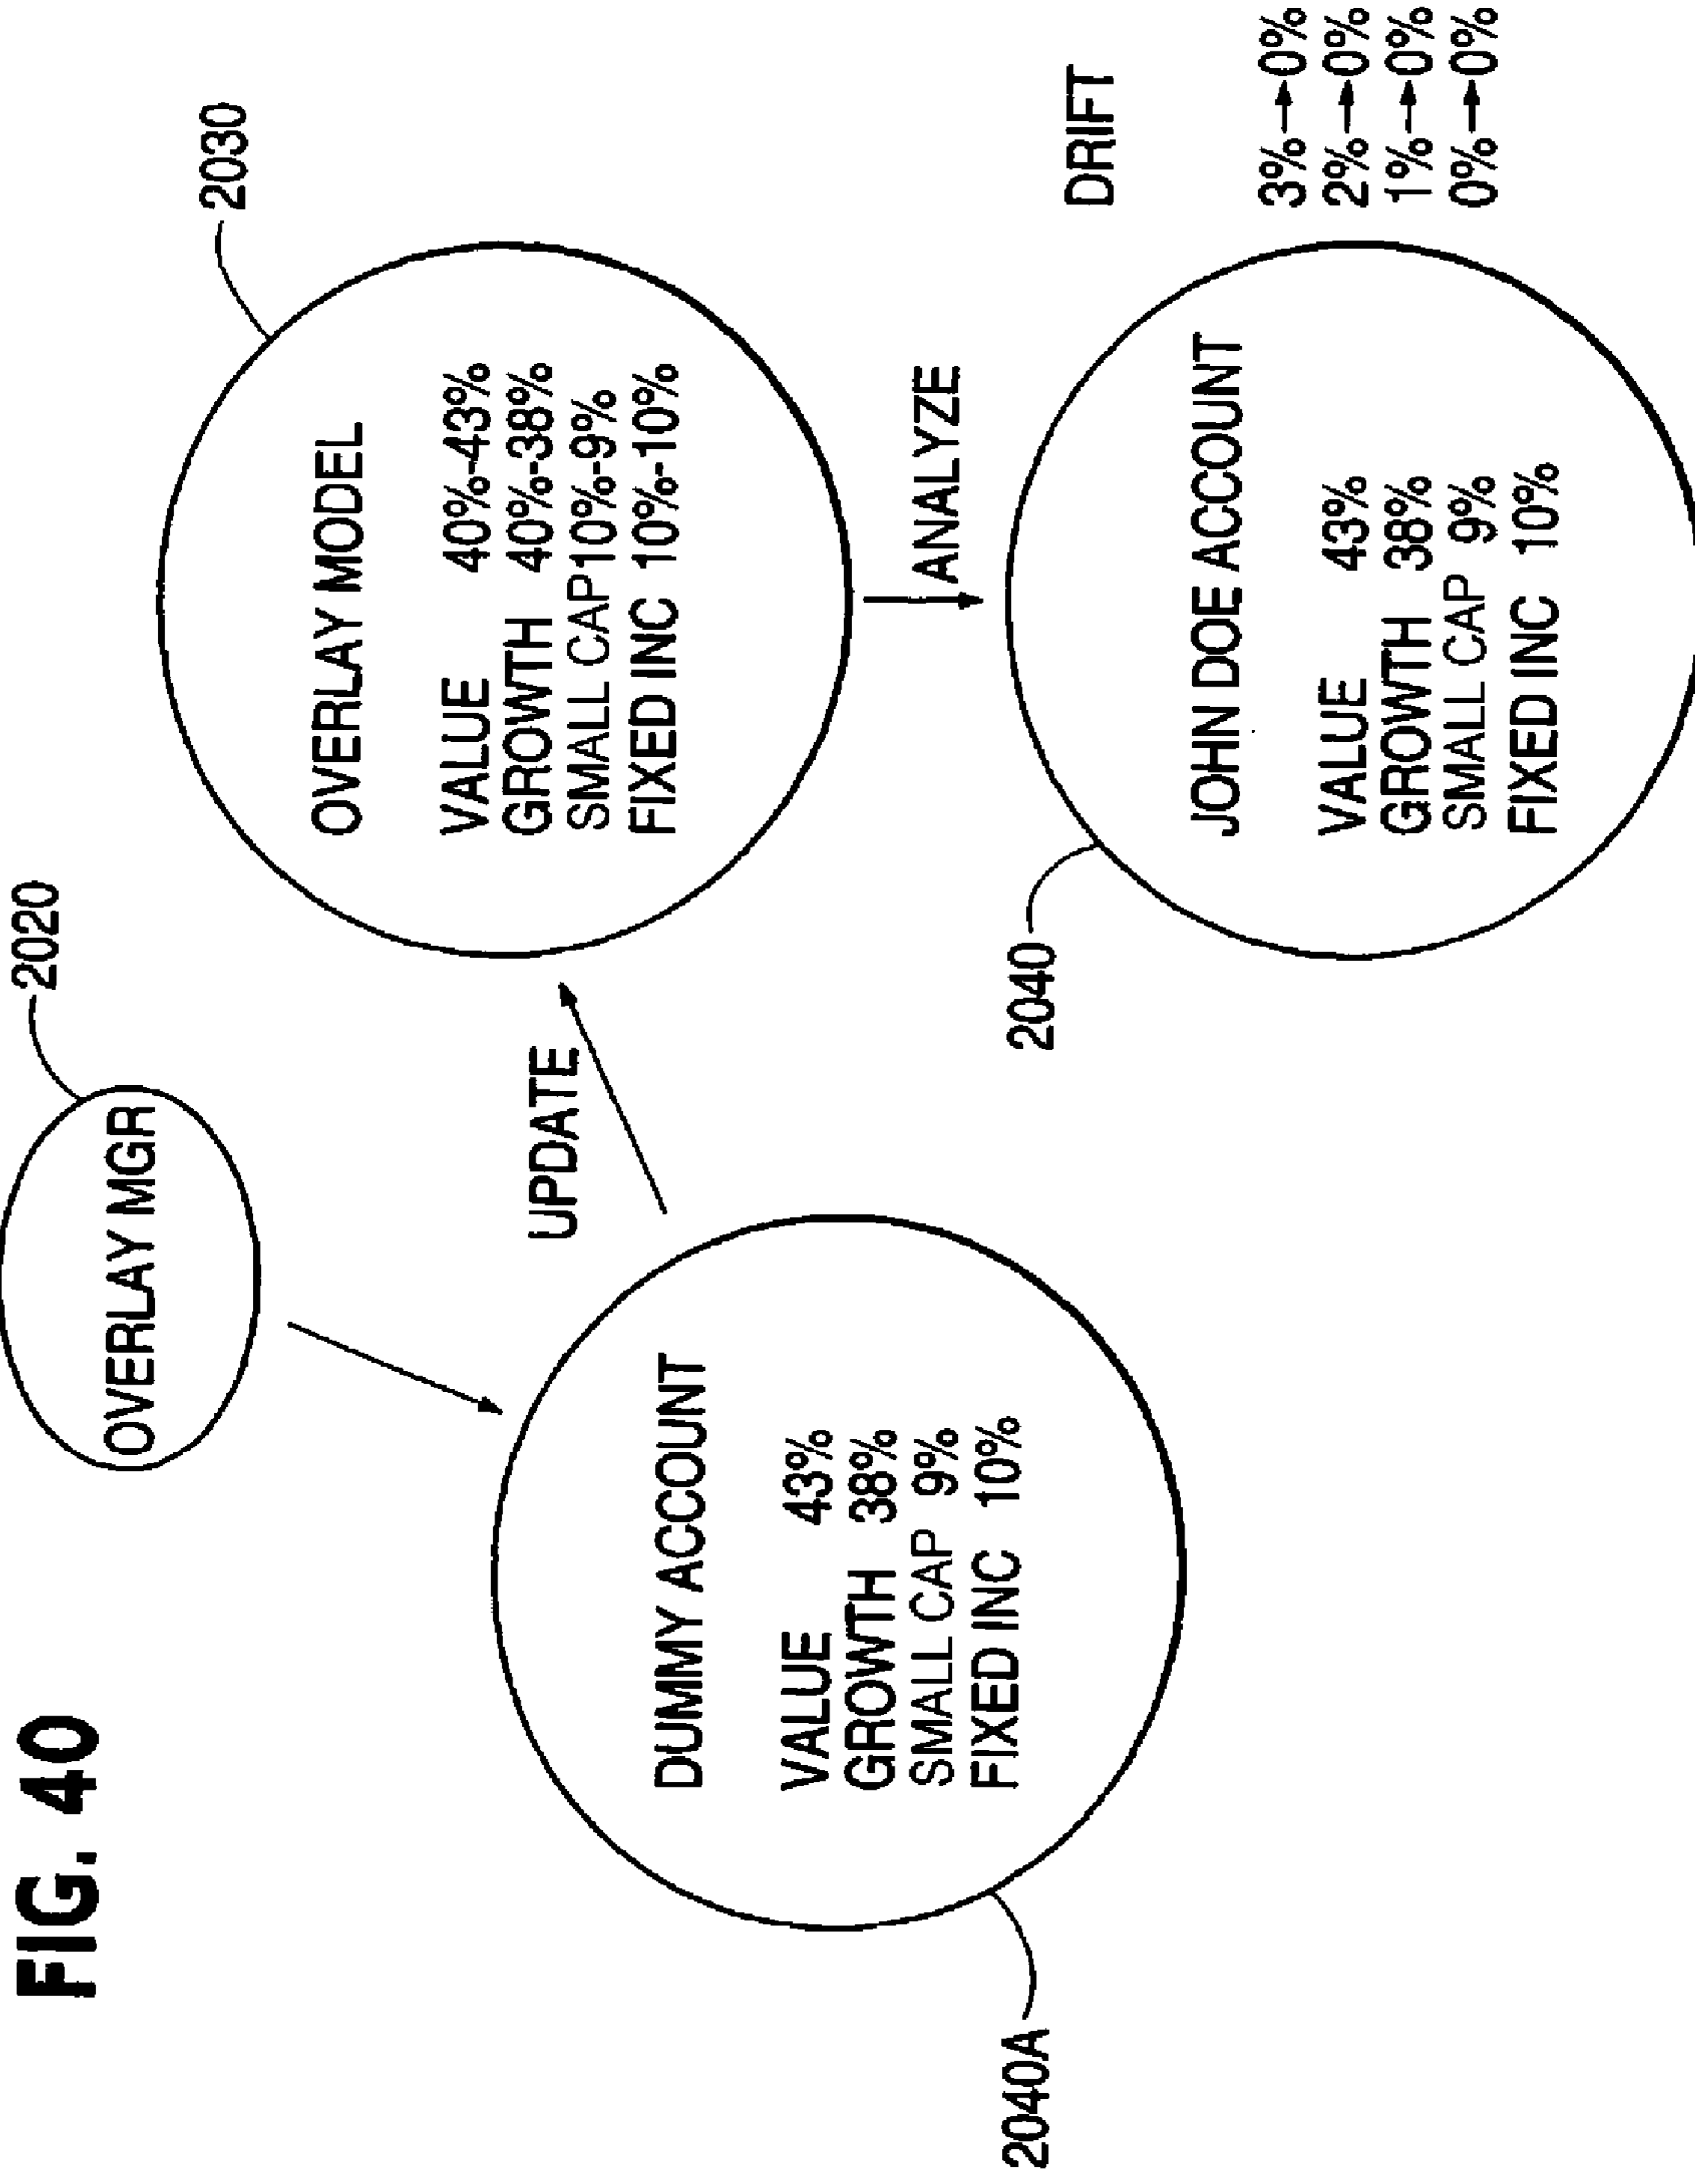 FIG. 40
2020
OVERLAY MGR
2030
OVERLAY MODEL
VALUE 40%-43%
GROWTH 40%-38%
SMALL CAP10%-9%
FIXED INC 10%-10%
UPDATE
DUMMY ACCOUNT
VALUE 43%
GROWTH 38%
SMALL CAP 9%
FIXED INC 10%
2040A
ANALYZE
2040
JOHN DOE ACCOUNT
VALUE 43%
GROWTH 38%
SMALL CAP 9%
FIXED INC 10%
DRIFT
3%→0%
2%→0%
1%→0%
0%→0%